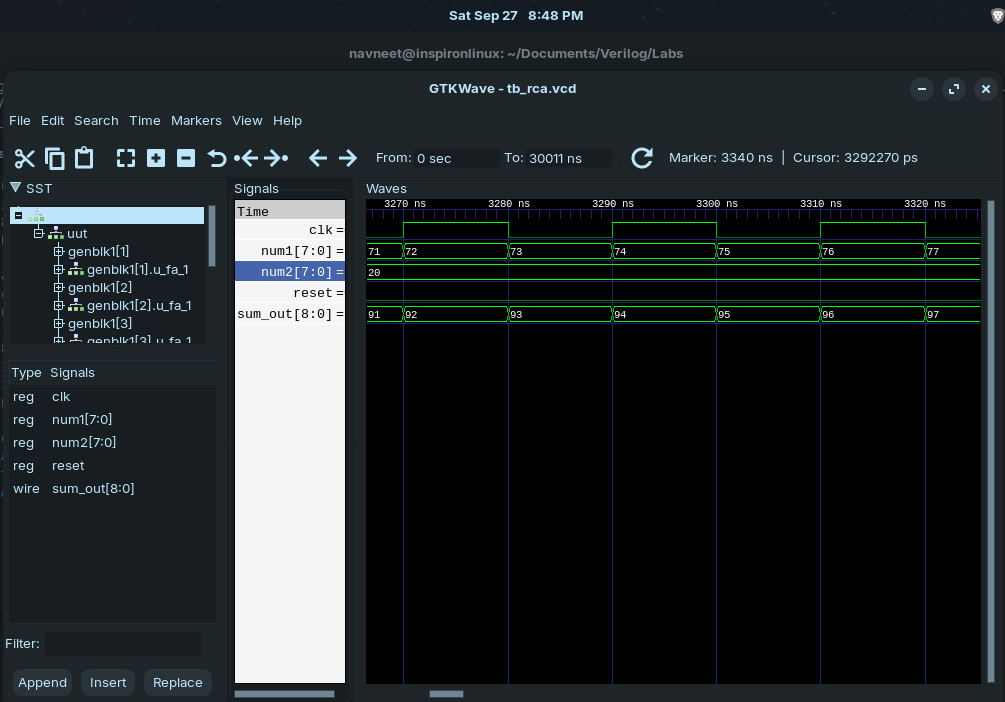 Sat Sep 27 8:48 PM
navneet@inspironlinux: ~/Documents/Verilog/Labs
GTKWave - tb_rca.vcd
File Edit Search Time Markers View Help
From: 0 sec To: 30011 ns Marker: 3340 ns | Cursor: 3292270 ps
SST
uut
genblk1[1]
genblk1[1].u_fa_1
genblk1[2]
genblk1[2].u_fa_1
genblk1[3]
genblk1[3].u_fa_1
Type Signals
reg clk
reg num1[7:0]
reg num2[7:0]
reg reset
wire sum_out[8:0]
Filter:
Append Insert Replace
Signals
Time
clk =
num1[7:0] =
num2[7:0] =
reset =
sum_out[8:0] =
Waves
3270 ns 3280 ns 3290 ns 3300 ns 3310 ns 3320 ns
71 72 73 74 75 76 77
20
91 92 93 94 95 96 97